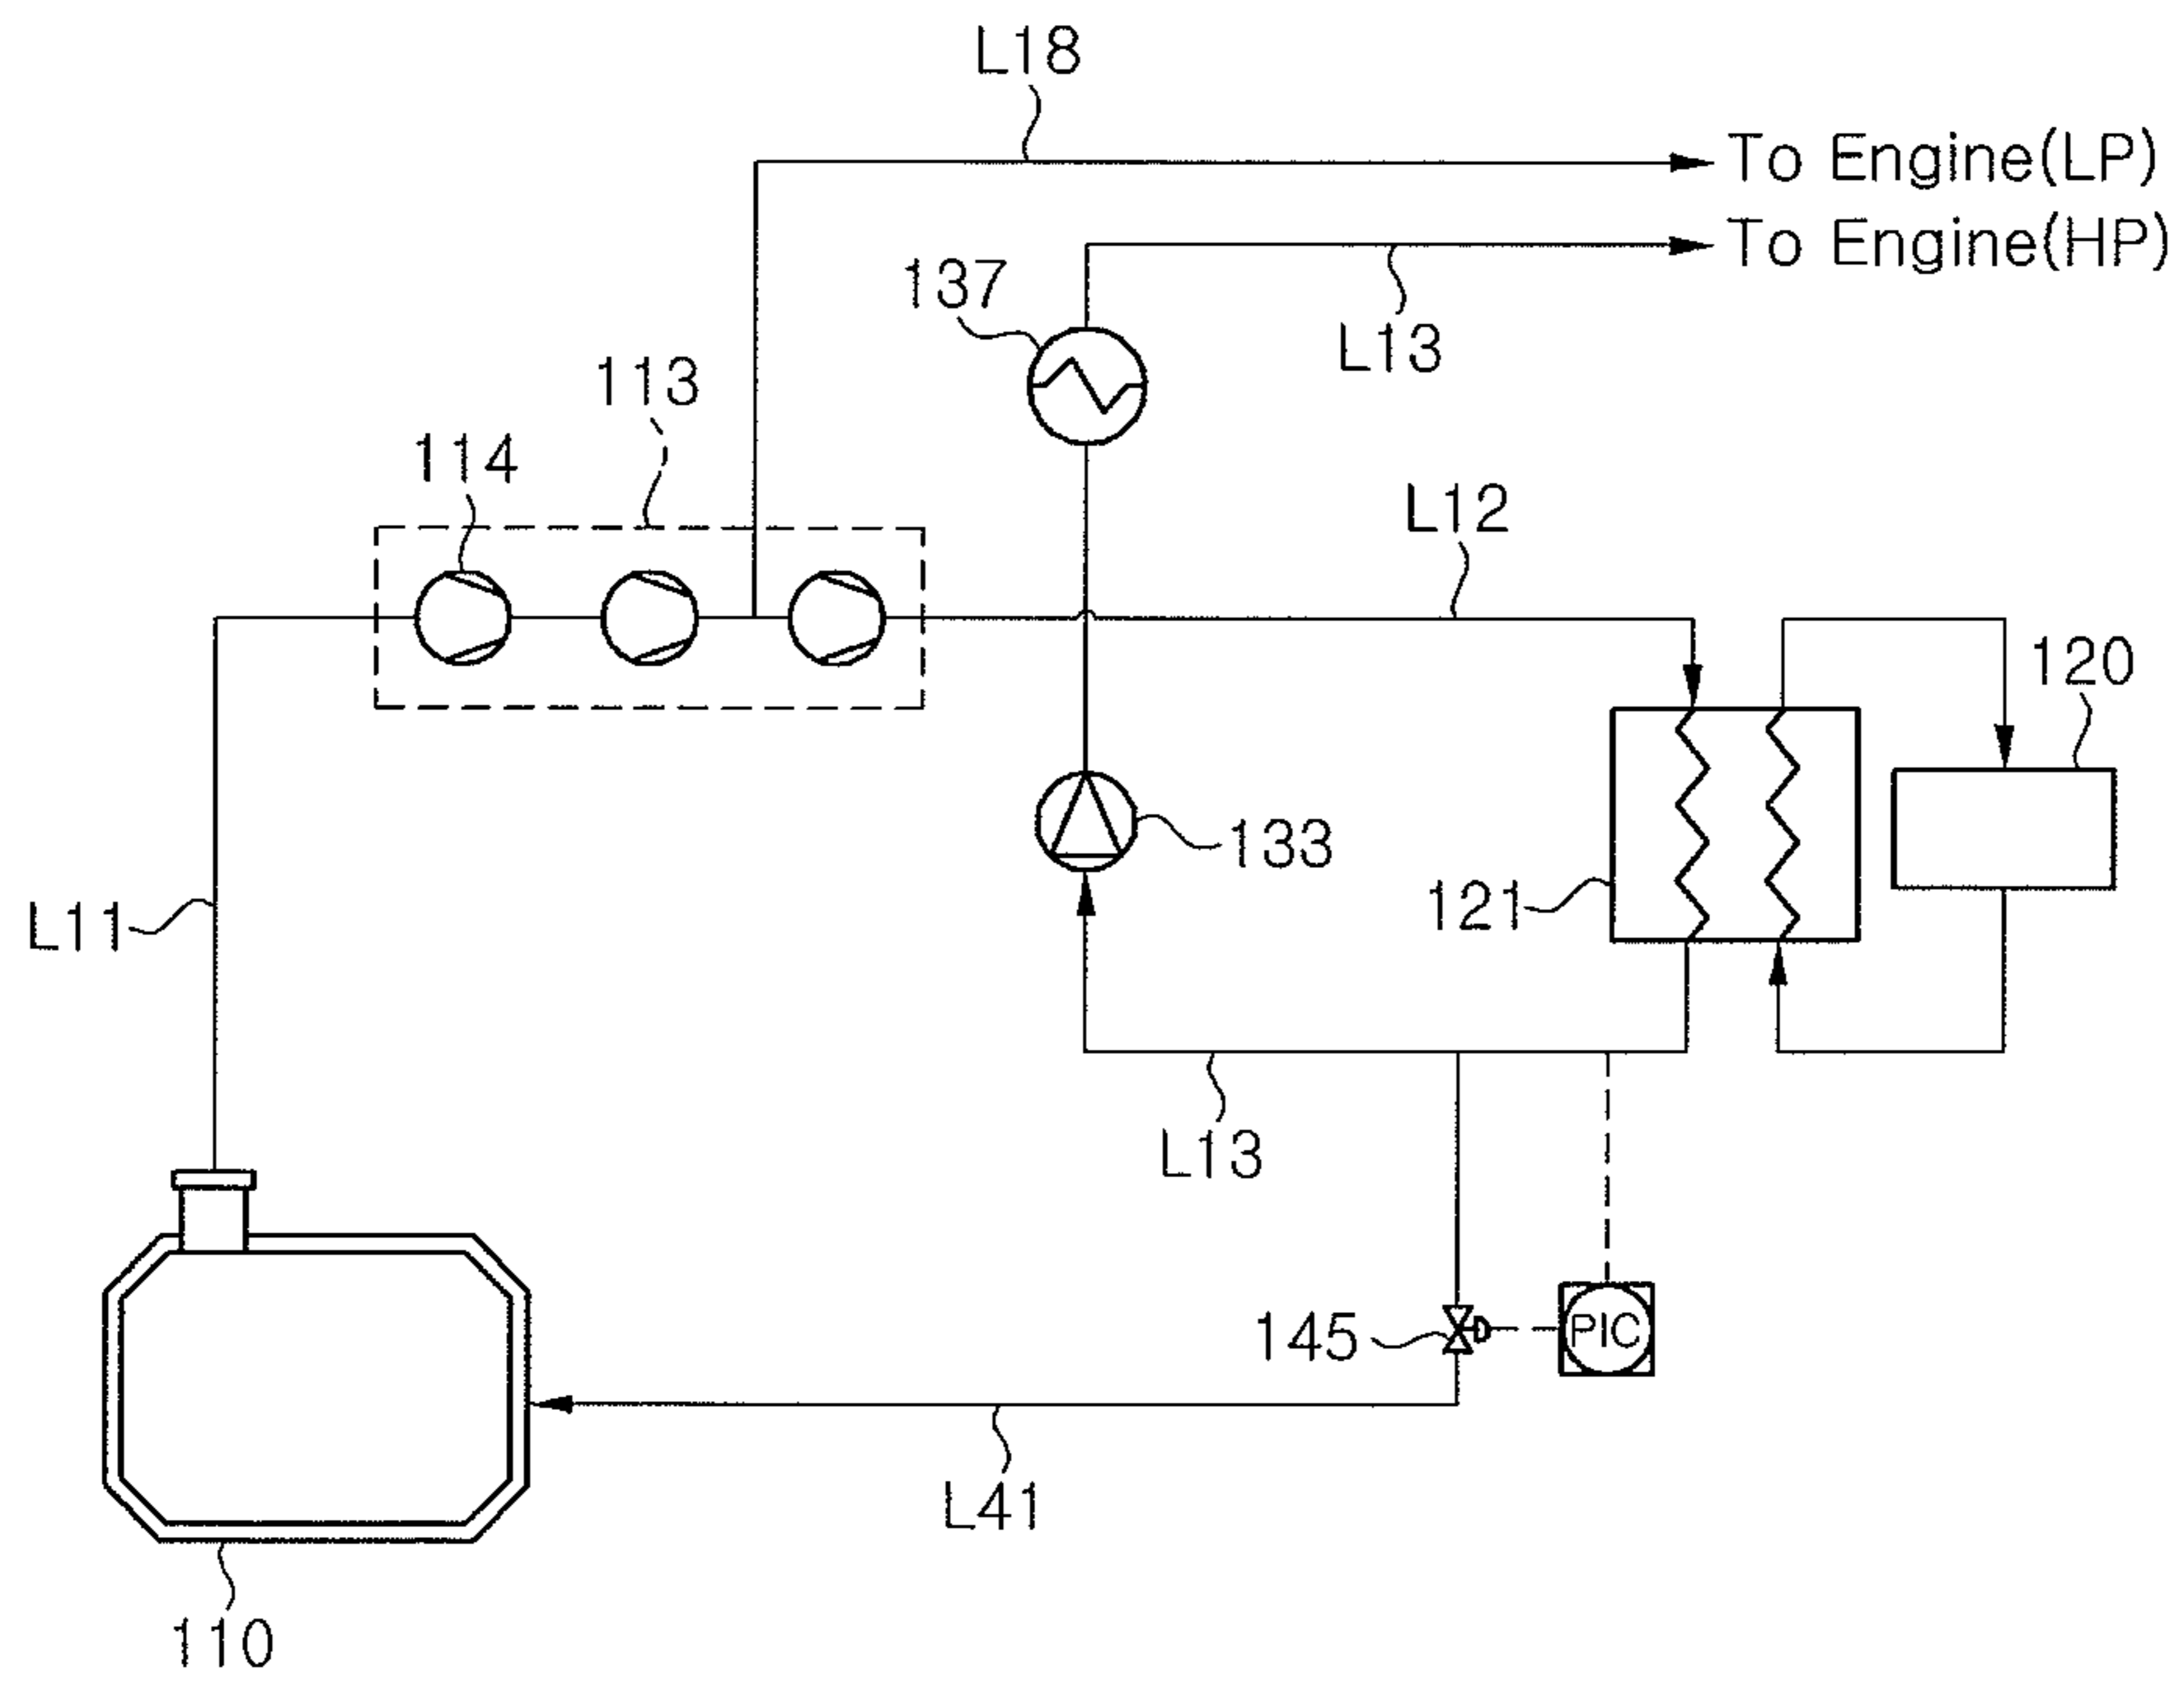 L18
To Engine(LP)
To Engine(HP)
137
L13
113
114
L12
120
133
121
L11
L13
145
PIC
L41
110